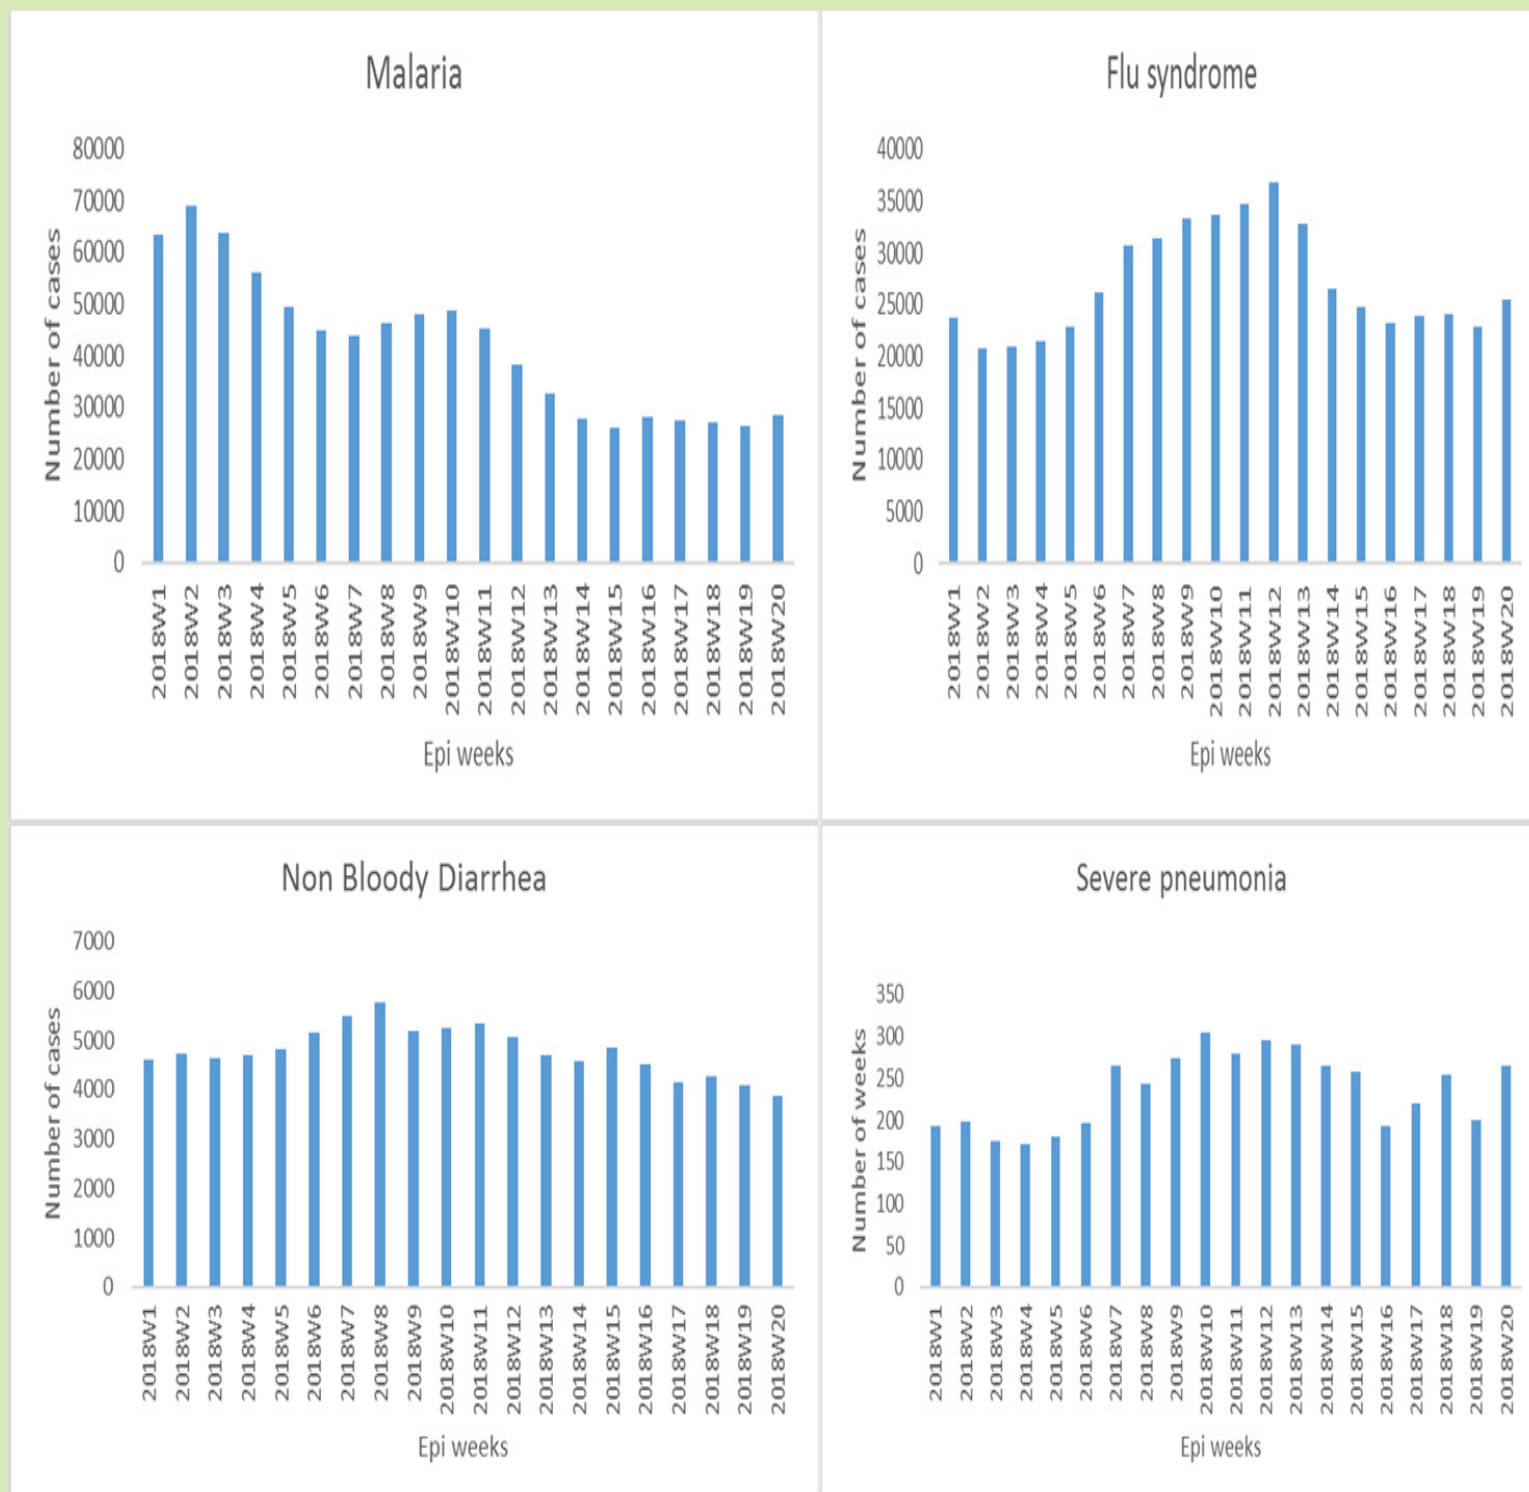 Malaria
Number of cases
80000
70000
60000
50000
40000
30000
20000
10000
0
2018W1
2018W2
2018W3
2018W4
2018W5
2018W6
2018W7
2018W8
2018W9
2018W10
2018W11
2018W12
2018W13
2018W14
2018W15
2018W16
2018W17
2018W18
2018W19
2018W20
Epi weeks
Flu syndrome
Number of cases
40000
35000
30000
25000
20000
15000
10000
5000
0
2018W1
2018W2
2018W3
2018W4
2018W5
2018W6
2018W7
2018W8
2018W9
2018W10
2018W11
2018W12
2018W13
2018W14
2018W15
2018W16
2018W17
2018W18
2018W19
2018W20
Epi weeks
Non Bloody Diarrhea
Number of cases
7000
6000
5000
4000
3000
2000
1000
0
2018W1
2018W2
2018W3
2018W4
2018W5
2018W6
2018W7
2018W8
2018W9
2018W10
2018W11
2018W12
2018W13
2018W14
2018W15
2018W16
2018W17
2018W18
2018W19
2018W20
Epi weeks
Severe pneumonia
Number of weeks
350
300
250
200
150
100
50
0
2018W1
2018W2
2018W3
2018W4
2018W5
2018W6
2018W7
2018W8
2018W9
2018W10
2018W11
2018W12
2018W13
2018W14
2018W15
2018W16
2018W17
2018W18
2018W19
2018W20
Epi weeks